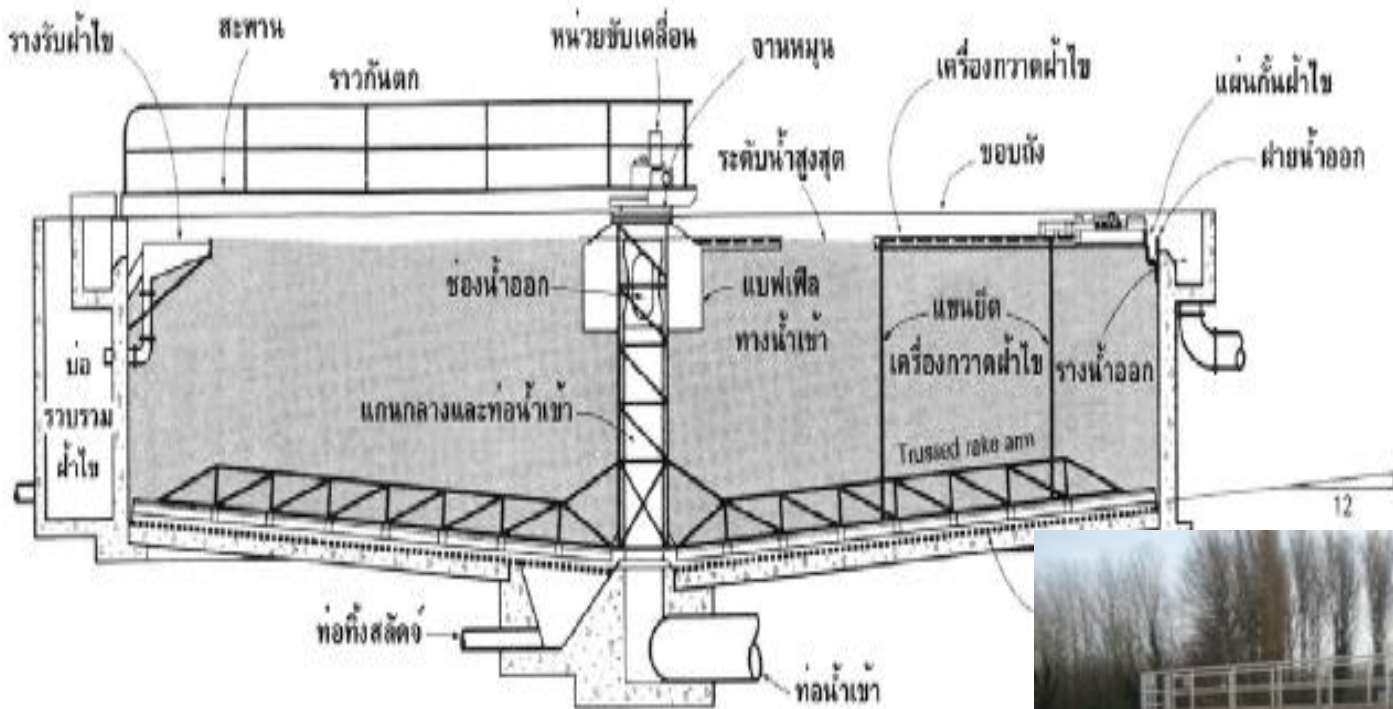 รางรับฝ้าไข
สะพาน
ราวกันตก
หน่วยขับเคลื่อน
จานหมุน
เครื่องกวาดฝ้าไข
แผ่นกั้นฝ้าไข
ระดับน้ำสูงสุด
ขอบถัง
ฝายน้ำออก
ช่องน้ำออก
แบฟเฟิล
ทางน้ำเข้า
แขนยึด
เครื่องกวาดฝ้าไข
รางน้ำออก
บ่อ
รวบรวม
ฝ้าไข
แกนกลางและท่อน้ำเข้า
Trussed rake arm
12
ท่อทิ้งสลัดจ์
ท่อน้ำเข้า